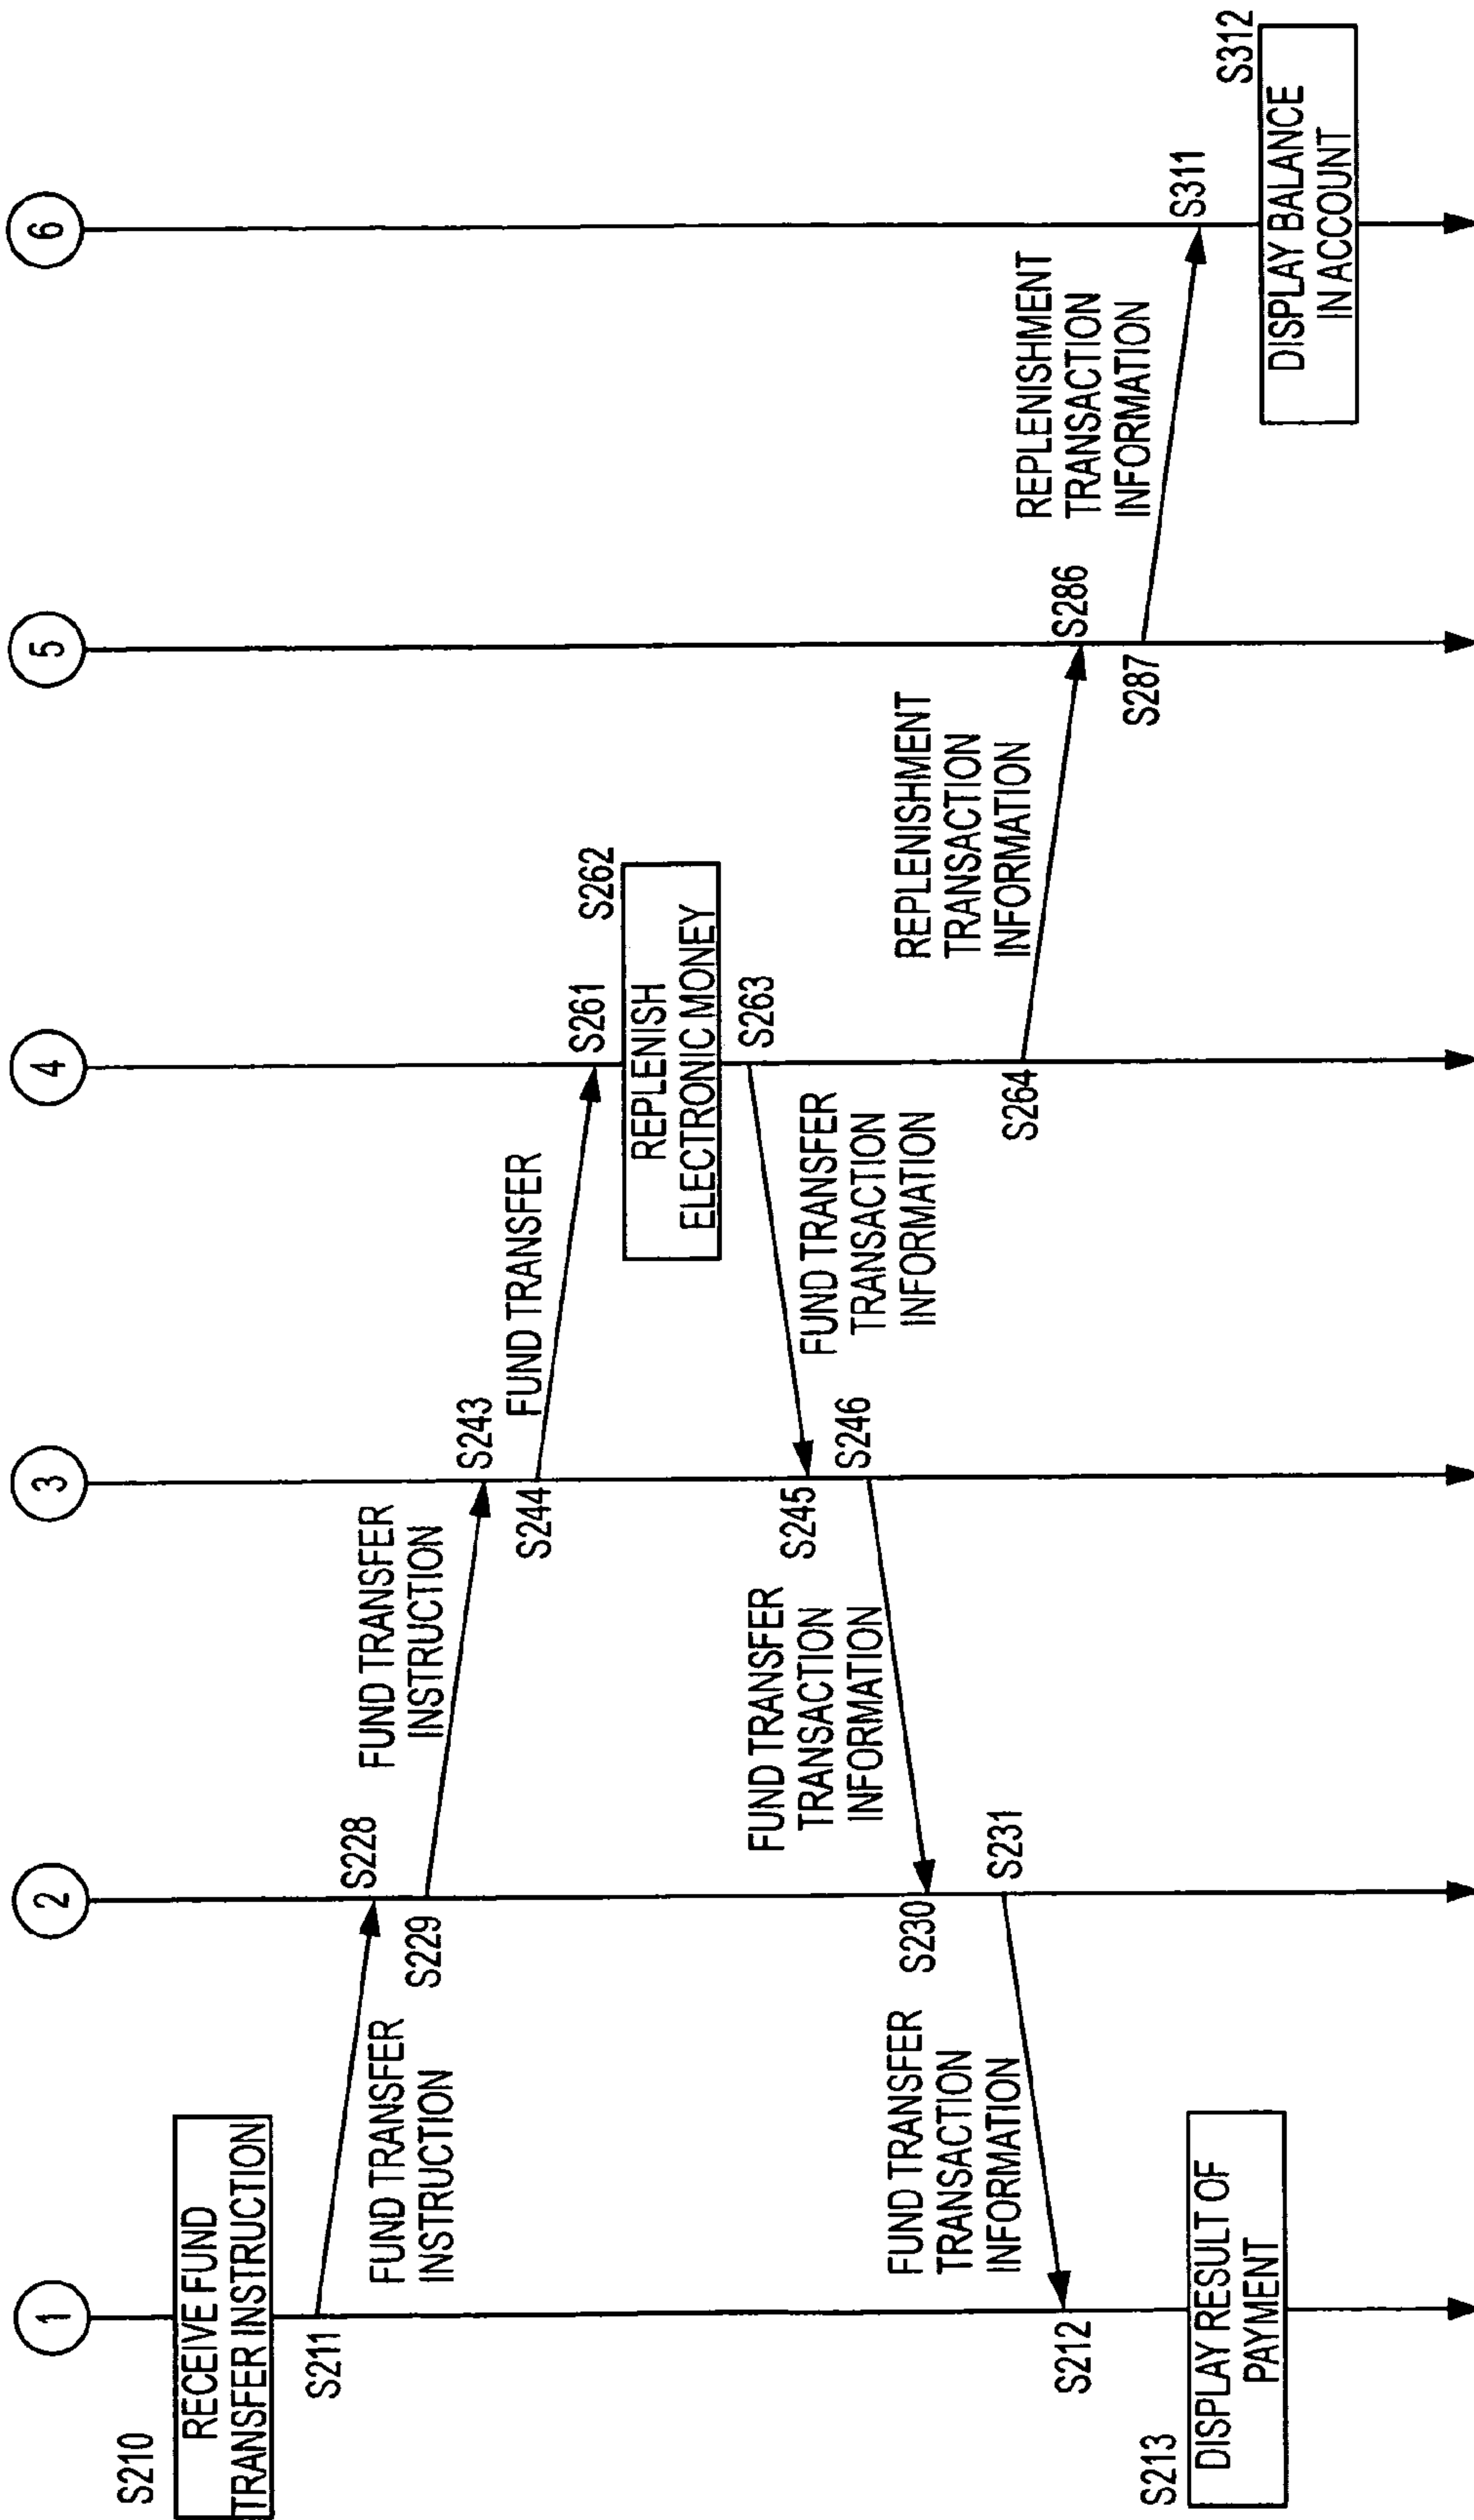 1
2
3
4
5
6
S210
RECEIVE FUND
TRANSFER INSTRUCTION
S211
FUND TRANSFER
INSTRUCTION
S228
S229
FUND TRANSFER
INSTRUCTION
S243
S244
FUND TRANSFER
S261
S262
REPLENISH
ELECTRONIC MONEY
S263
FUND TRANSFER
TRANSACTION
INFORMATION
S245
S246
FUND TRANSFER
TRANSACTION
INFORMATION
S230
S231
FUND TRANSFER
TRANSACTION
INFORMATION
S212
S213
DISPLAY RESULT OF
PAYMENT
S264
REPLENISHMENT
TRANSACTION
INFORMATION
S286
S287
REPLENISHMENT
TRANSACTION
INFORMATION
S311
S312
DISPLAY BALANCE
IN ACCOUNT